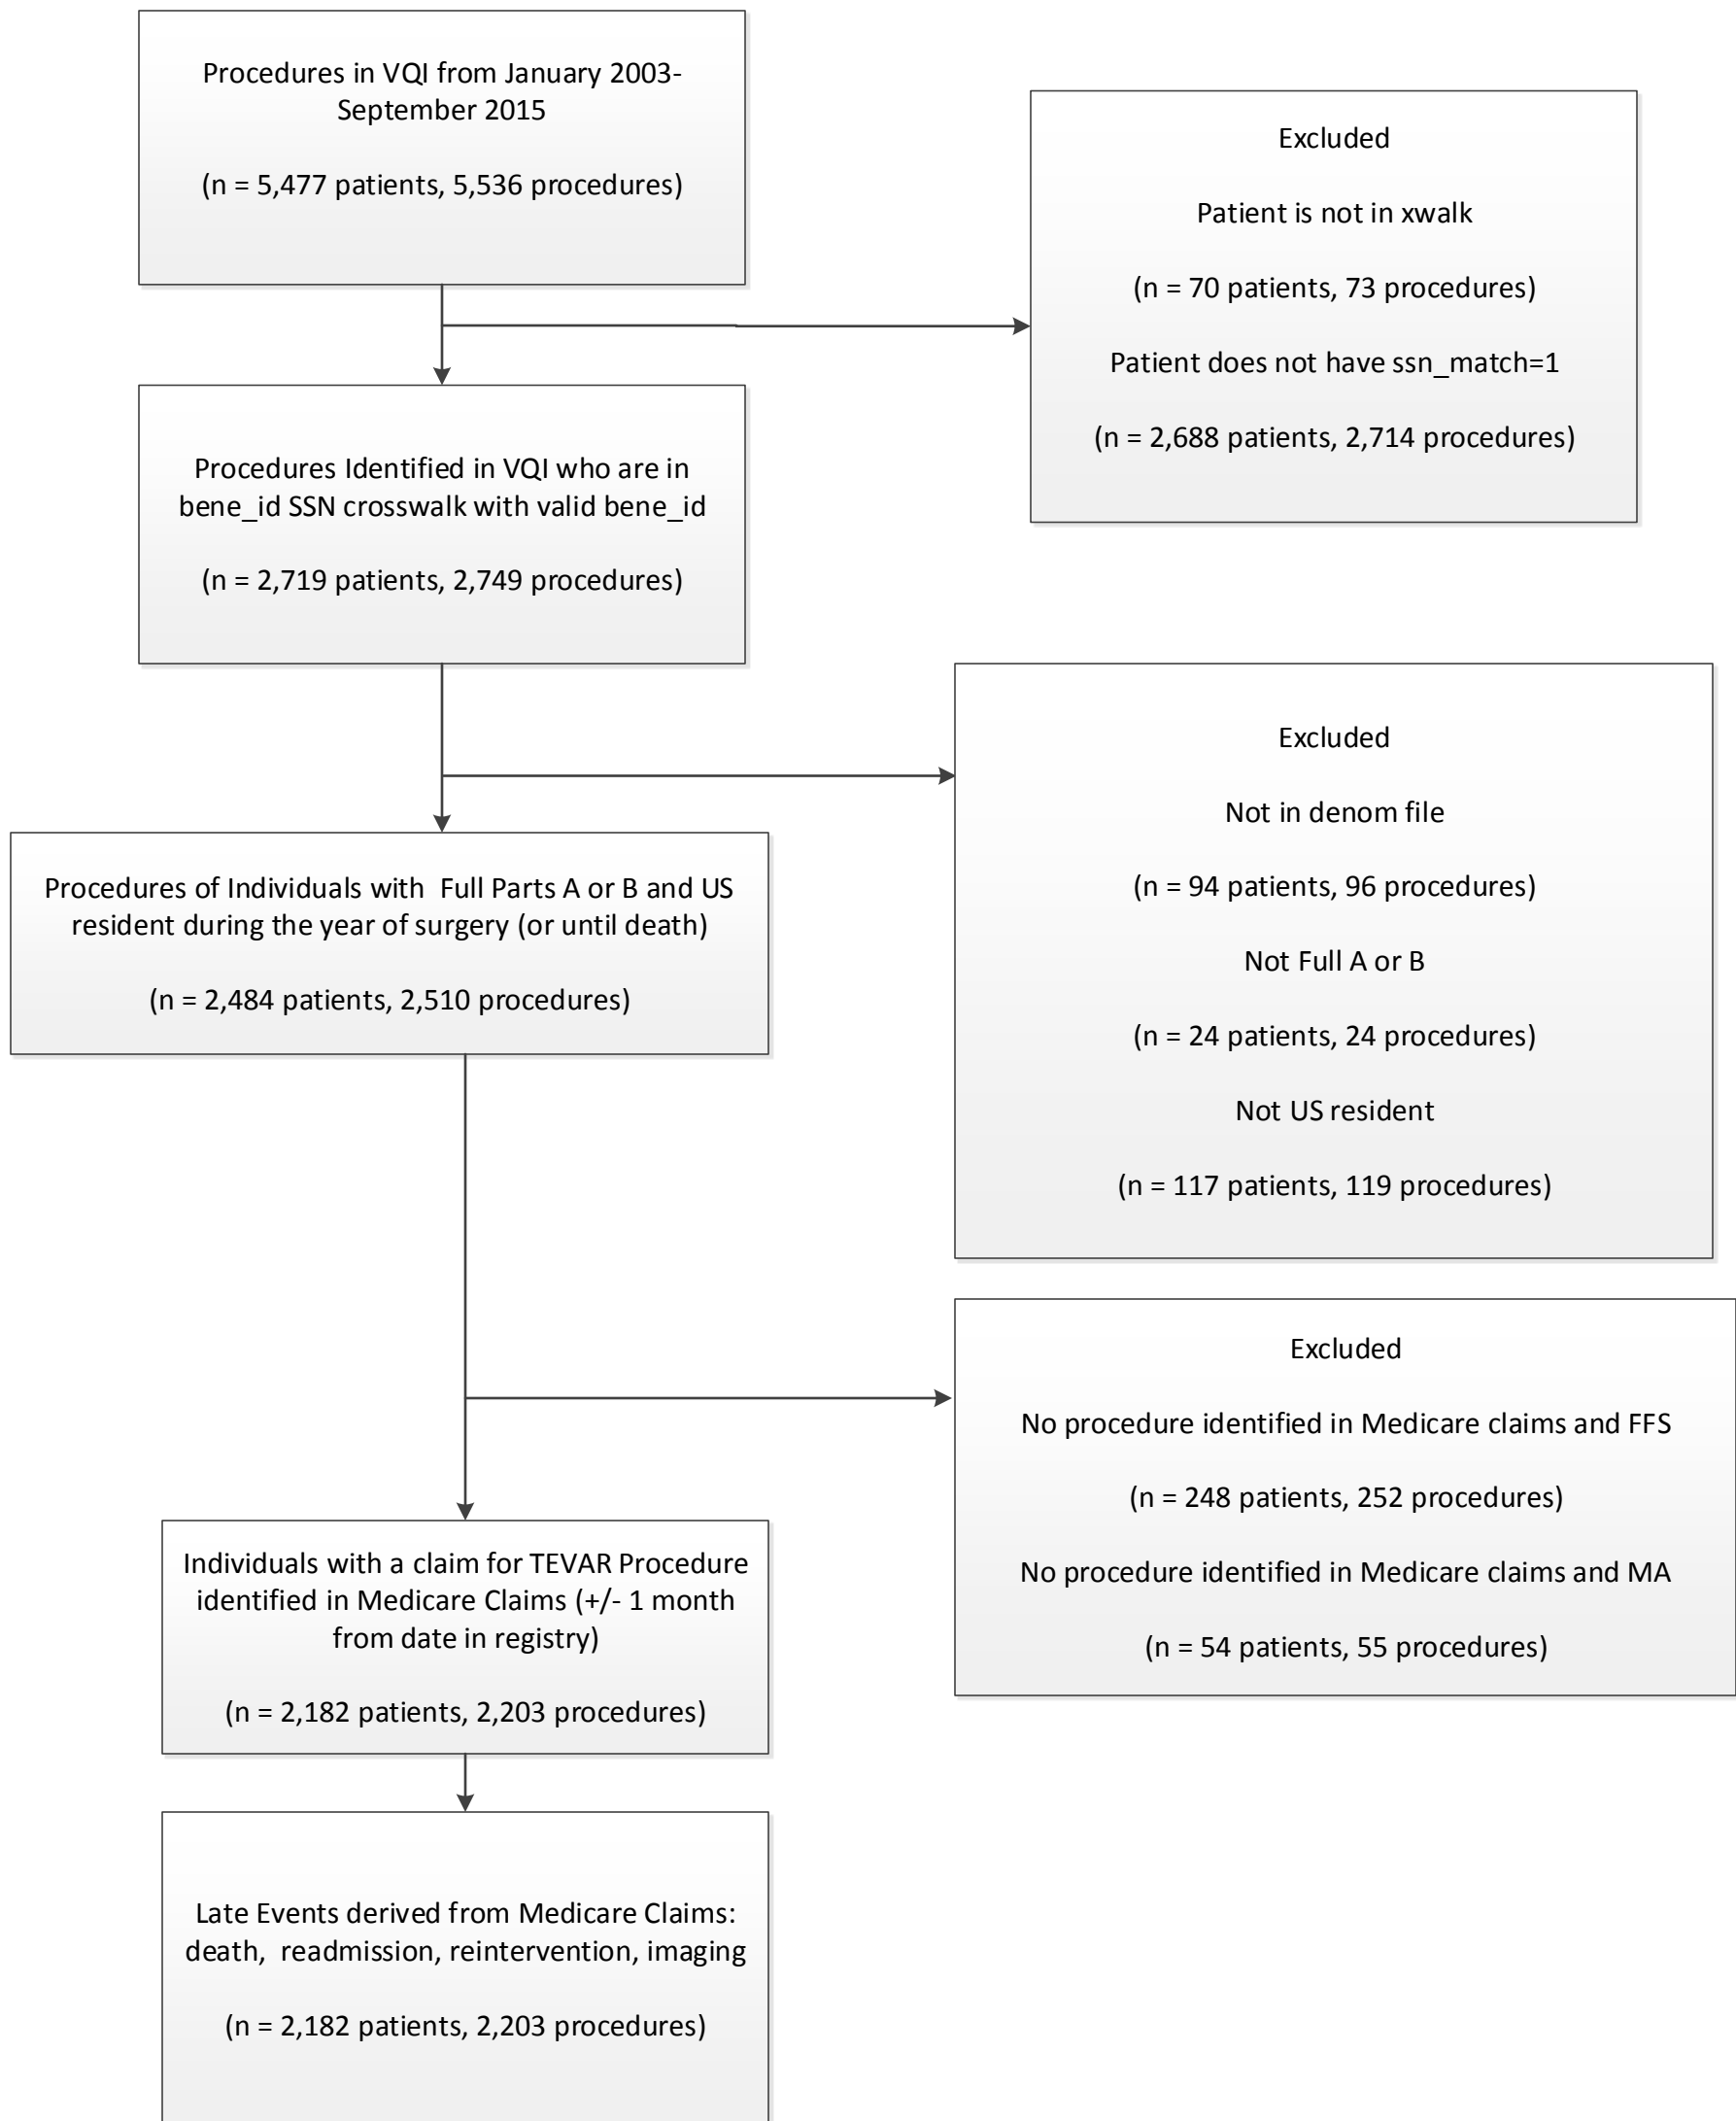 Procedures in VQI from January 2003-
September 2015
(n = 5,477 patients, 5,536 procedures)
Excluded
Patient is not in xwalk
(n = 70 patients, 73 procedures)
Patient does not have ssn_match=1
(n = 2,688 patients, 2,714 procedures)
Procedures Identified in VQI who are in
bene_id SSN crosswalk with valid bene_id
(n = 2,719 patients, 2,749 procedures)
Excluded
Not in denom file
(n = 94 patients, 96 procedures)
Not Full A or B
(n = 24 patients, 24 procedures)
Not US resident
(n = 117 patients, 119 procedures)
Procedures of Individuals with  Full Parts A or B and US
resident during the year of surgery (or until death)
(n = 2,484 patients, 2,510 procedures)
Excluded
No procedure identified in Medicare claims and FFS
(n = 248 patients, 252 procedures)
No procedure identified in Medicare claims and MA
(n = 54 patients, 55 procedures)
Individuals with a claim for TEVAR Procedure
identified in Medicare Claims (+/- 1 month
from date in registry)
(n = 2,182 patients, 2,203 procedures)
Late Events derived from Medicare Claims:
death,  readmission, reintervention, imaging
(n = 2,182 patients, 2,203 procedures)